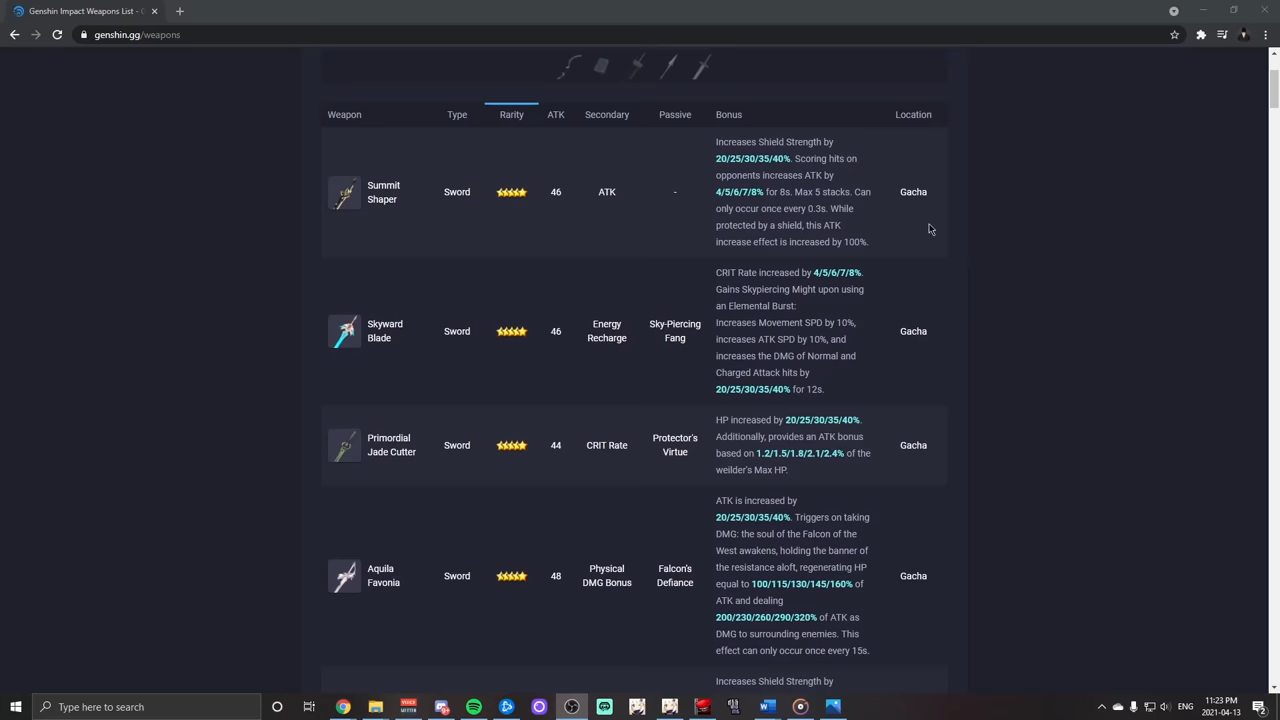 Genshin Impact Weapons List - G
genshin.gg/weapons
Weapon Type Rarity ATK Secondary Passive Bonus Location
Summit
Shaper
Sword
46
ATK
-
Increases Shield Strength by
20/25/30/35/40%. Scoring hits on
opponents increases ATK by
4/5/6/7/8% for 8s. Max 5 stacks. Can
only occur once every 0.3s. While
protected by a shield, this ATK
increase effect is increased by 100%.
Gacha
Skyward
Blade
Sword
46
Energy
Recharge
Sky-Piercing
Fang
CRIT Rate increased by 4/5/6/7/8%.
Gains Skypiercing Might upon using
an Elemental Burst:
Increases Movement SPD by 10%,
increases ATK SPD by 10%, and
increases the DMG of Normal and
Charged Attack hits by
20/25/30/35/40% for 12s.
Gacha
Primordial
Jade Cutter
Sword
44
CRIT Rate
Protector's
Virtue
HP increased by 20/25/30/35/40%.
Additionally, provides an ATK bonus
based on 1.2/1.5/1.8/2.1/2.4% of the
weilder's Max HP.
Gacha
Aquila
Favonia
Sword
48
Physical
DMG Bonus
Falcon's
Defiance
ATK is increased by
20/25/30/35/40%. Triggers on taking
DMG: the soul of the Falcon of the
West awakens, holding the banner of
the resistance aloft, regenerating HP
equal to 100/115/130/145/160% of
ATK and dealing
200/230/260/290/320% of ATK as
DMG to surrounding enemies. This
effect can only occur once every 15s.
Gacha
Increases Shield Strength by
Type here to search
ENG
11:23 PM
2021-04-13